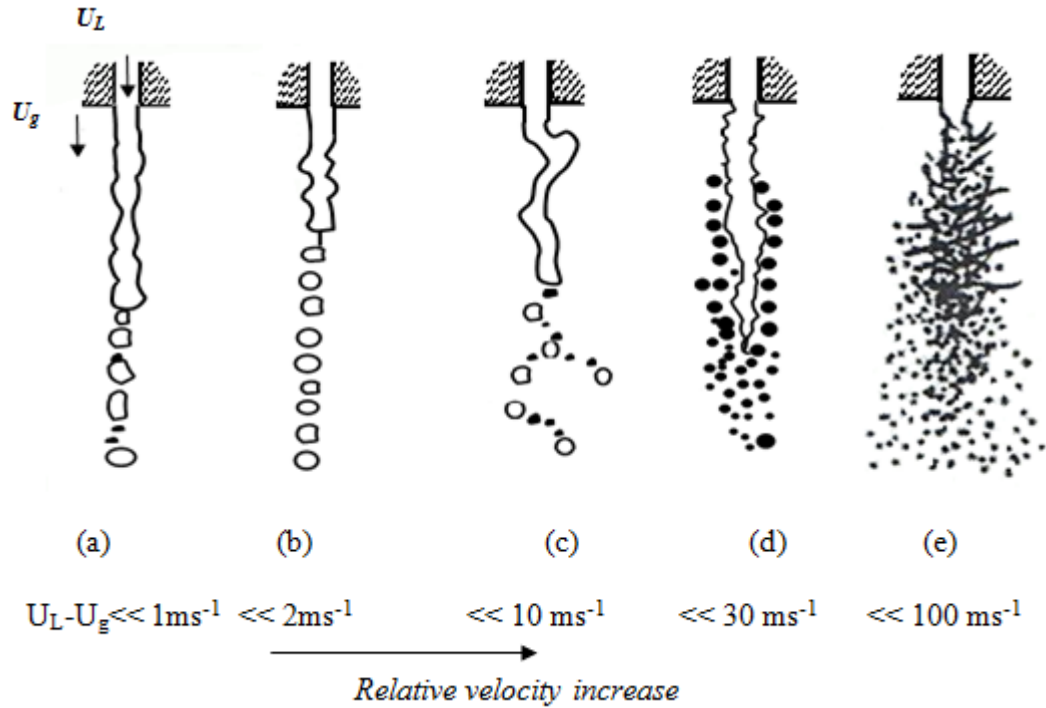 U_L
U_g
(a) (b) (c) (d) (e)
U_L-U_g << 1ms⁻¹ << 2ms⁻¹ << 10 ms⁻¹ << 30 ms⁻¹ << 100 ms⁻¹
Relative velocity increase